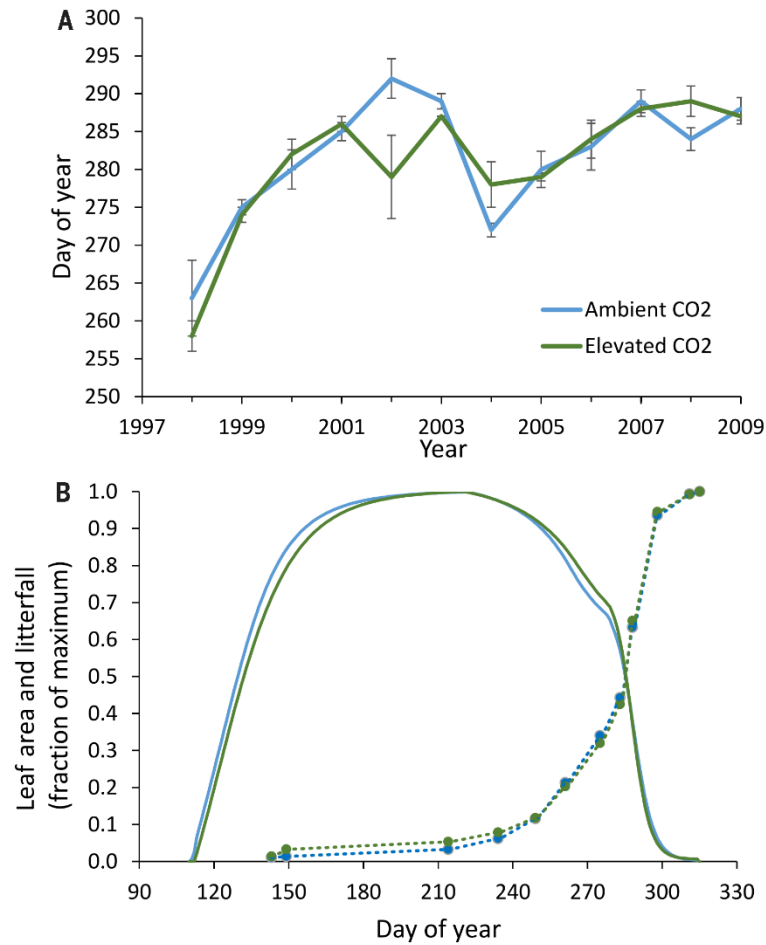 A
300
295
290
285
280
275
270
265
260
255
250
Day of year
Ambient CO2
Elevated CO2
1997 1999 2001 2003 2005 2007 2009
Year
B
1.0
0.9
0.8
0.7
0.6
0.5
0.4
0.3
0.2
0.1
0.0
Leaf area and litterfall
(fraction of maximum)
90 120 150 180 210 240 270 300 330
Day of year